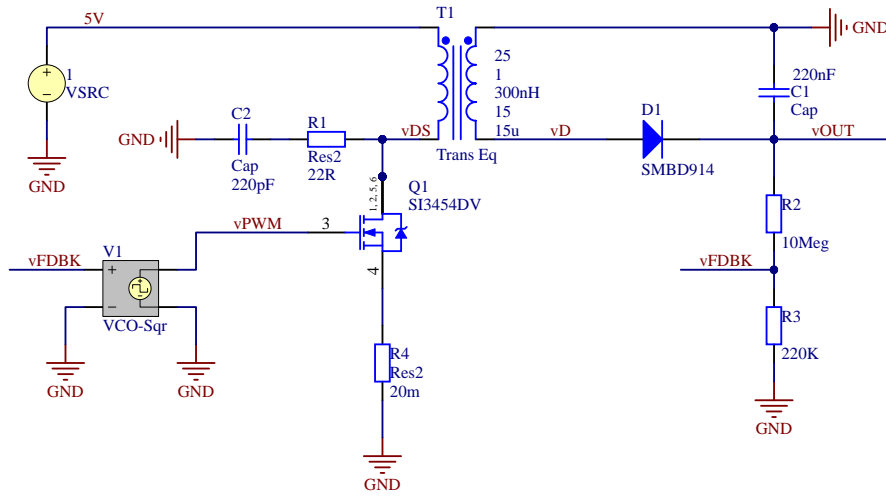 T1
5V
GND
1
VSRC
GND
25
1
300nH
15
15u
Trans Eq
220nF
C1
Cap
C2
Cap
220pF
GND
R1
Res2
22R
vDS
vD
D1
SMBD914
vOUT
1, 2, 5, 6
Q1
SI3454DV
3
4
vPWM
V1
vFDBK
+
−
VCO-Sqr
GND
GND
R4
Res2
20m
GND
R2
10Meg
vFDBK
R3
220K
GND